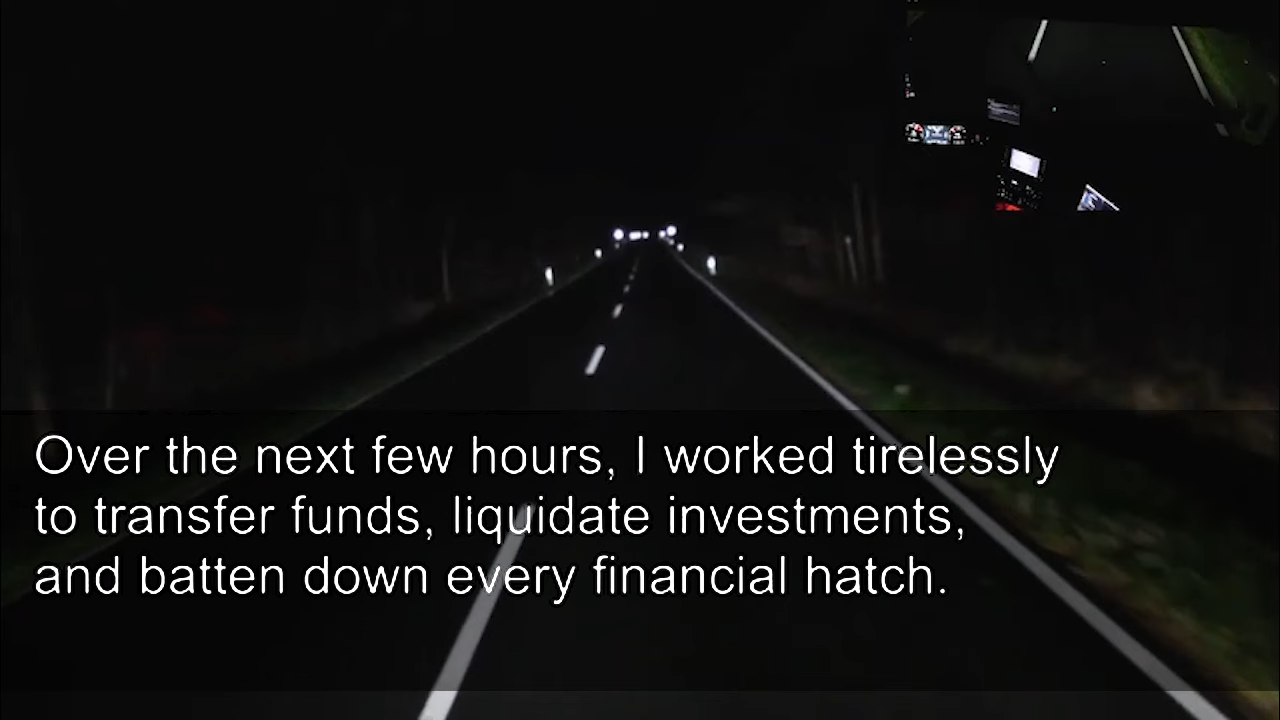 Over the next few hours, I worked tirelessly
to transfer funds, liquidate investments,
and batten down every financial hatch.